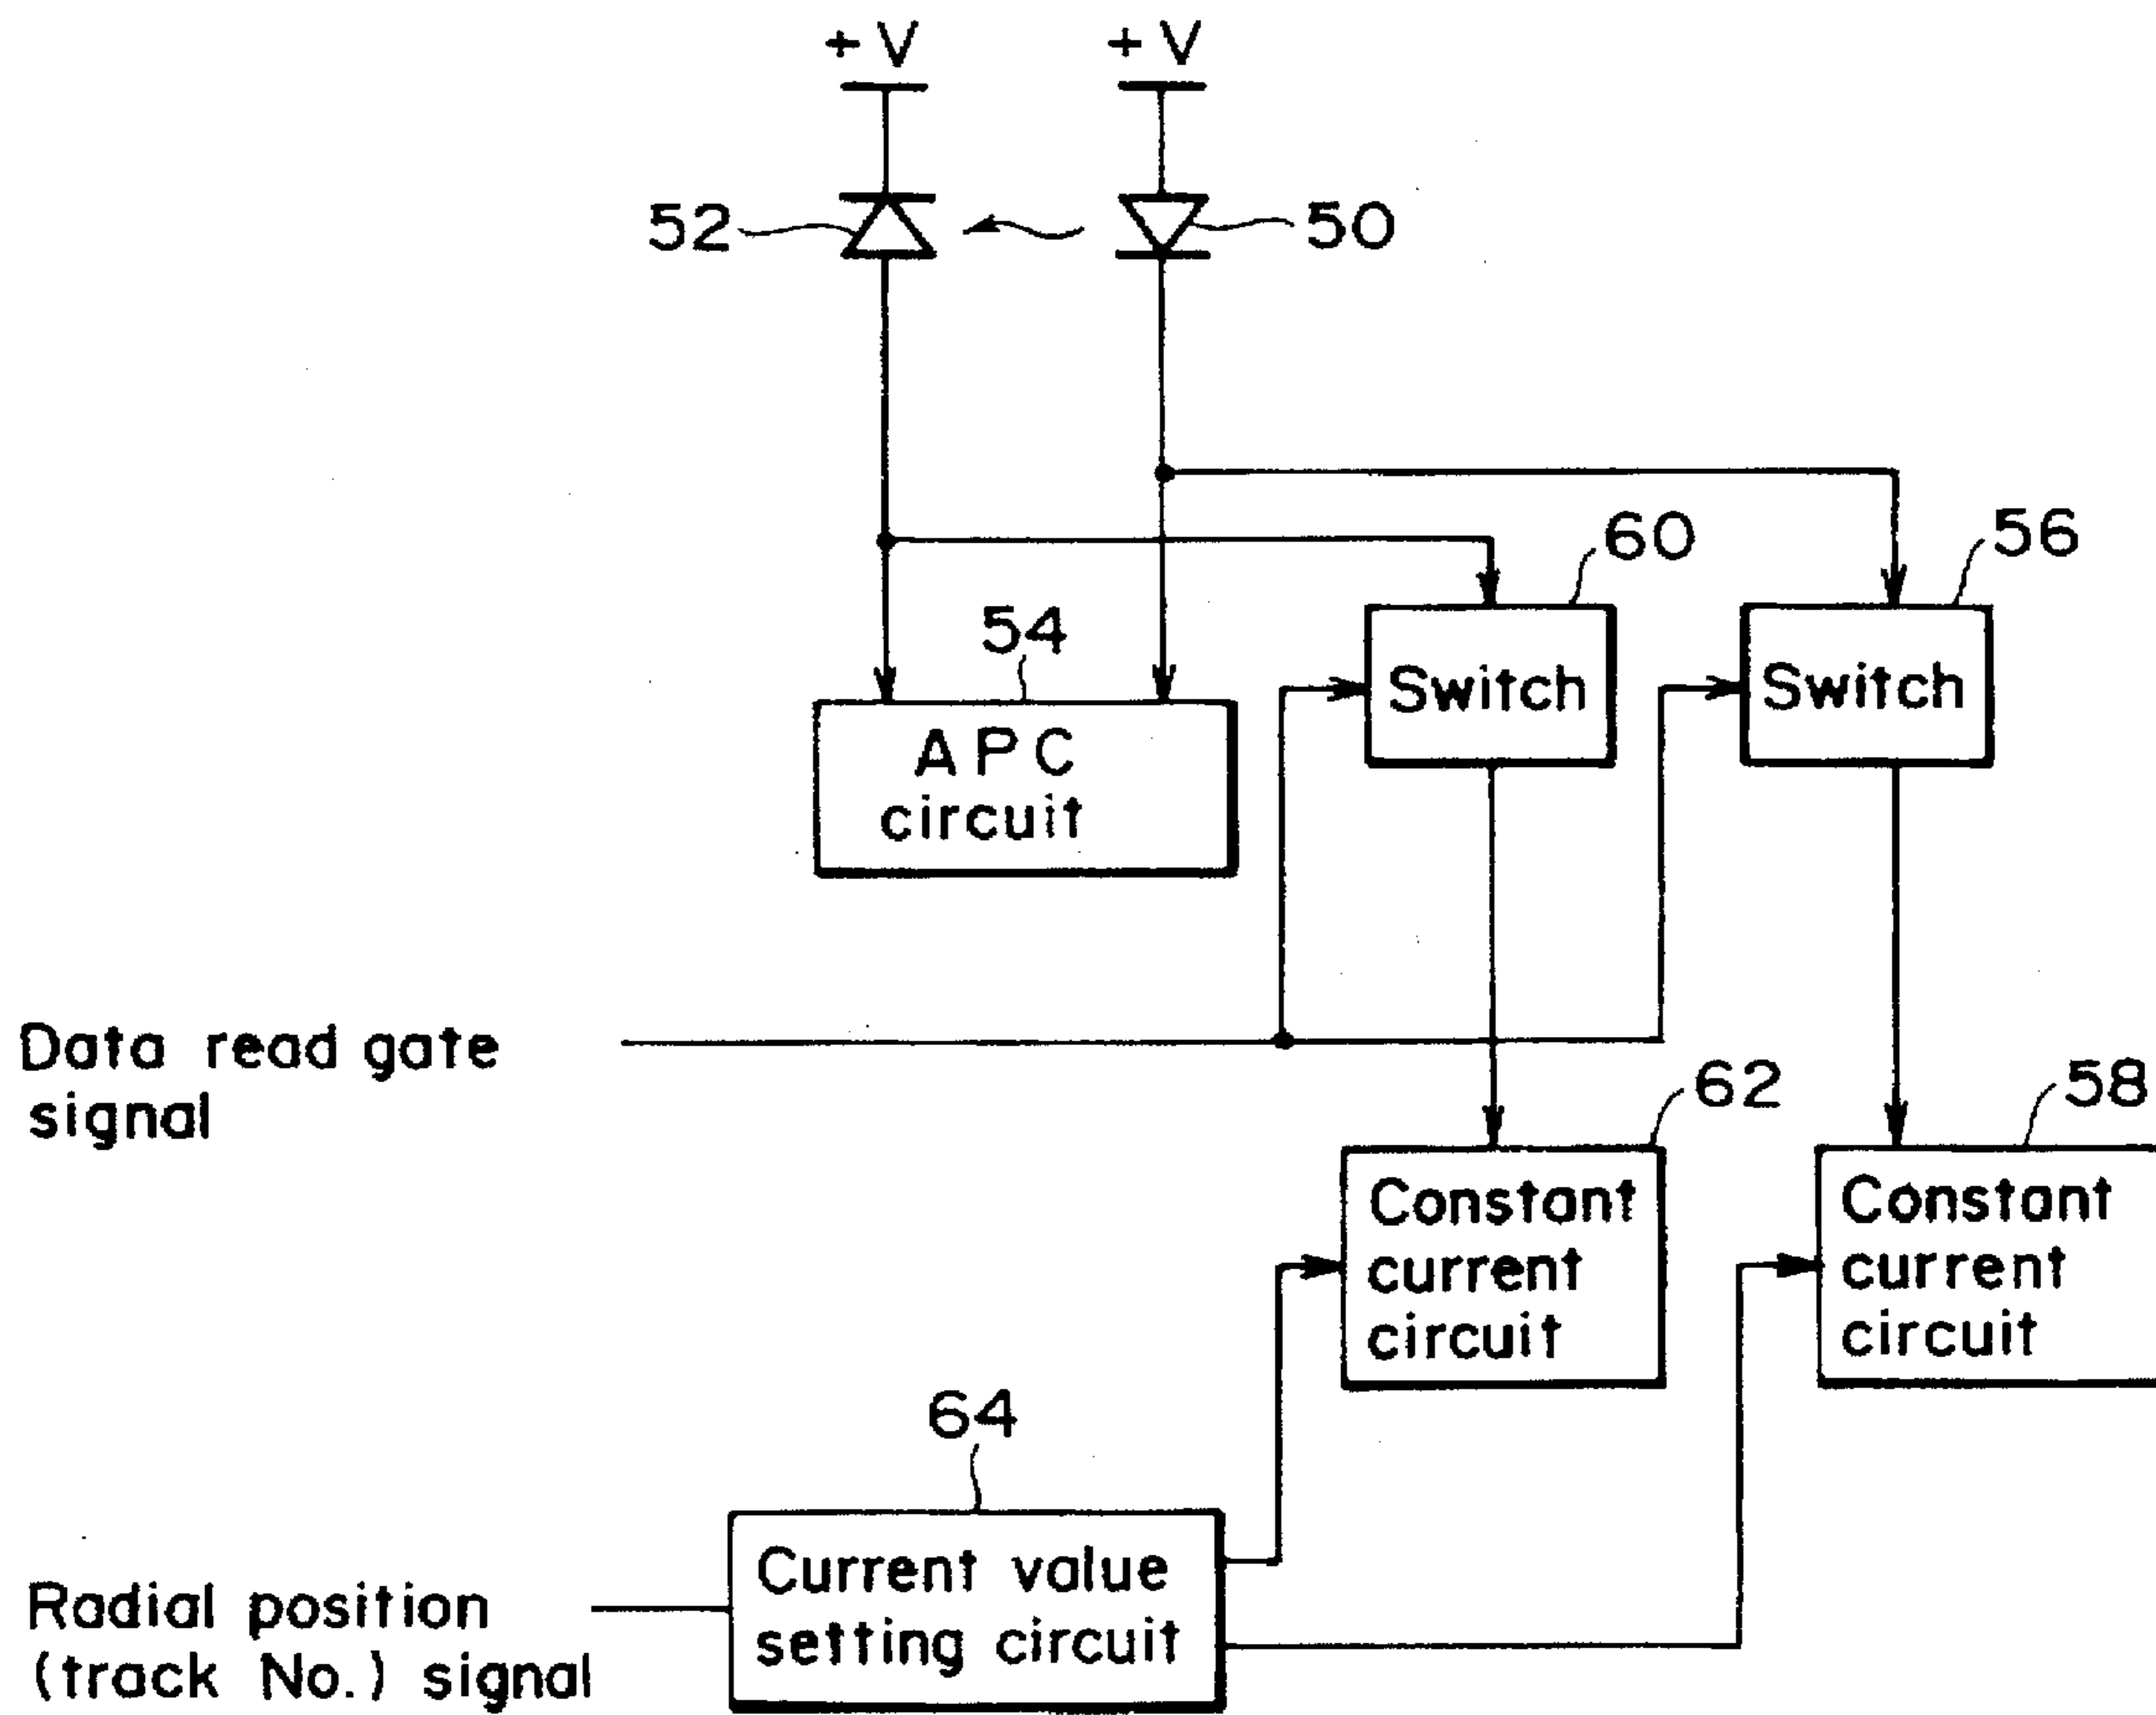 +V
+V
52
50
60
56
54
Switch
Switch
APC
circuit
Data read gate
signal
62
58
Constant
current
circuit
Constant
current
circuit
64
Current value
setting circuit
Radial position
(track No.) signal